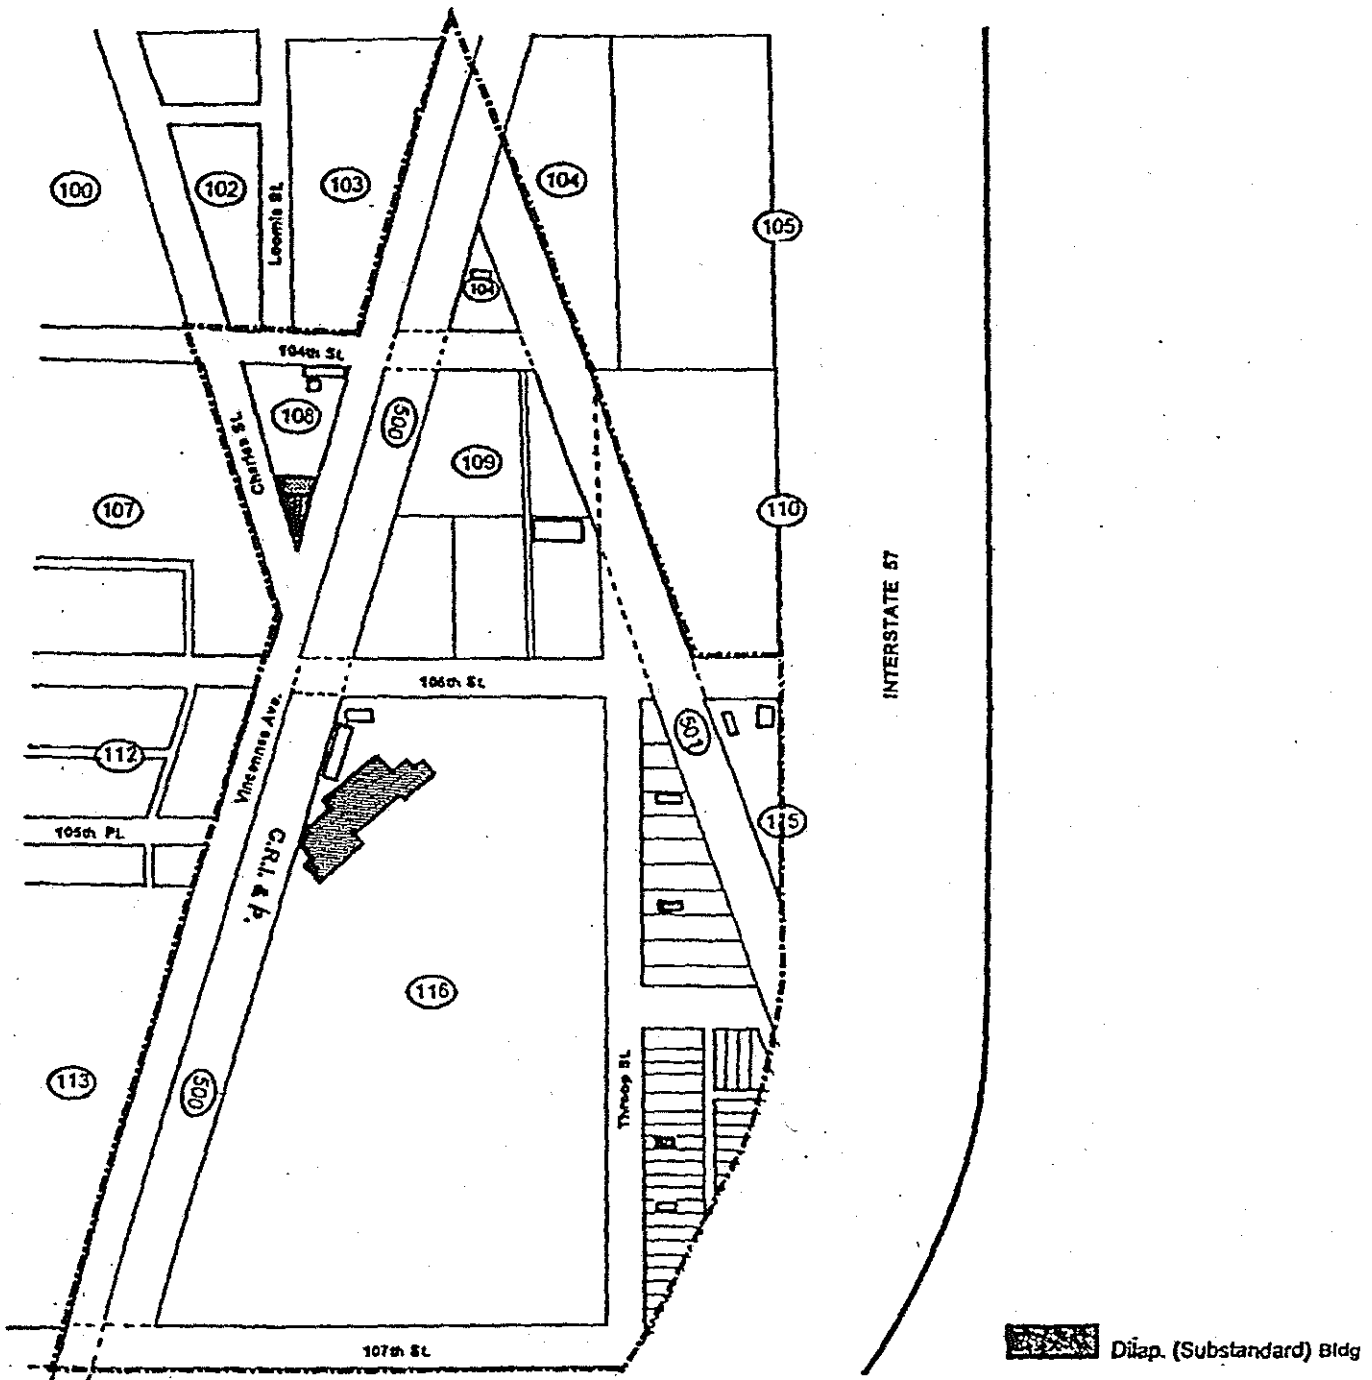 100
102
Loomis St.
103
104
105
104
104th St.
108
500
Charles St.
109
107
110
INTERSTATE 57
106th St.
Vincennes Ave.
501
112
105th Pl.
115
C.R.I. & P.
116
Throop St.
113
500
107th St.
Dilap. (Substandard) Bldg